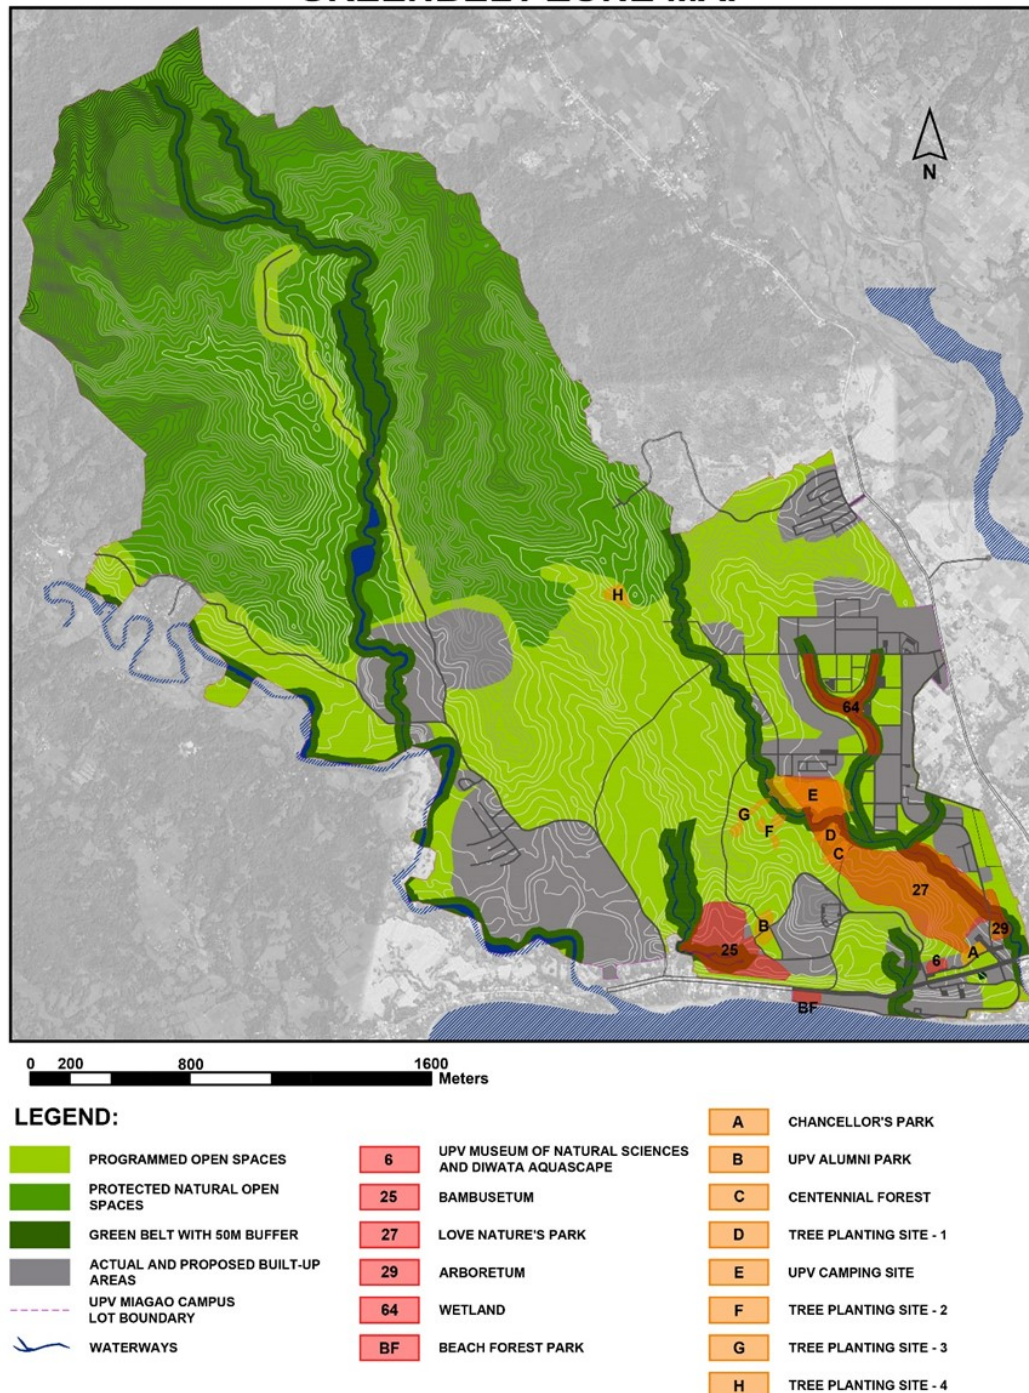 N
H
64
E
G
F
D
C
27
B
25
29
A
6
BF
0 200 800 1600
Meters
LEGEND:
PROGRAMMED OPEN SPACES
PROTECTED NATURAL OPEN
SPACES
GREEN BELT WITH 50M BUFFER
ACTUAL AND PROPOSED BUILT-UP
AREAS
UPV MIAGAO CAMPUS
LOT BOUNDARY
WATERWAYS
6 UPV MUSEUM OF NATURAL SCIENCES
AND DIWATA AQUASCAPE
25 BAMBUSETUM
27 LOVE NATURE'S PARK
29 ARBORETUM
64 WETLAND
BF BEACH FOREST PARK
A CHANCELLOR'S PARK
B UPV ALUMNI PARK
C CENTENNIAL FOREST
D TREE PLANTING SITE - 1
E UPV CAMPING SITE
F TREE PLANTING SITE - 2
G TREE PLANTING SITE - 3
H TREE PLANTING SITE - 4